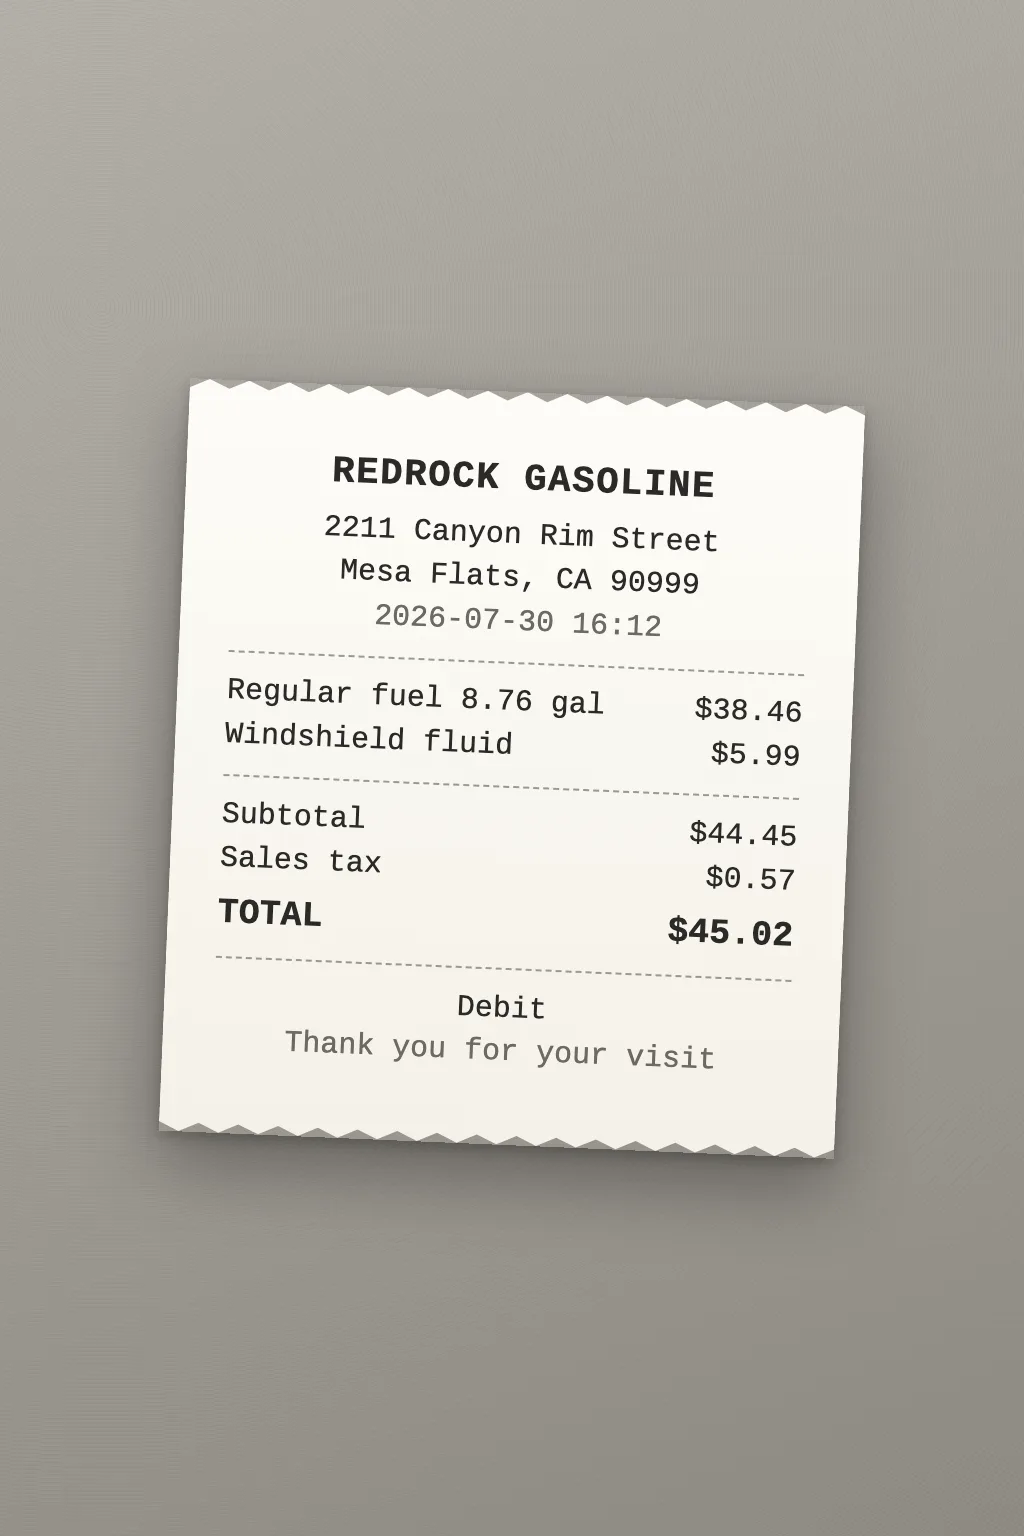 REDROCK GASOLINE
2211 Canyon Rim Street
Mesa Flats, CA 90999
2026-07-30 16:12
Regular fuel 8.76 gal $38.46
Windshield fluid $5.99
Subtotal $44.45
Sales tax $0.57
TOTAL $45.02
Debit
Thank you for your visit